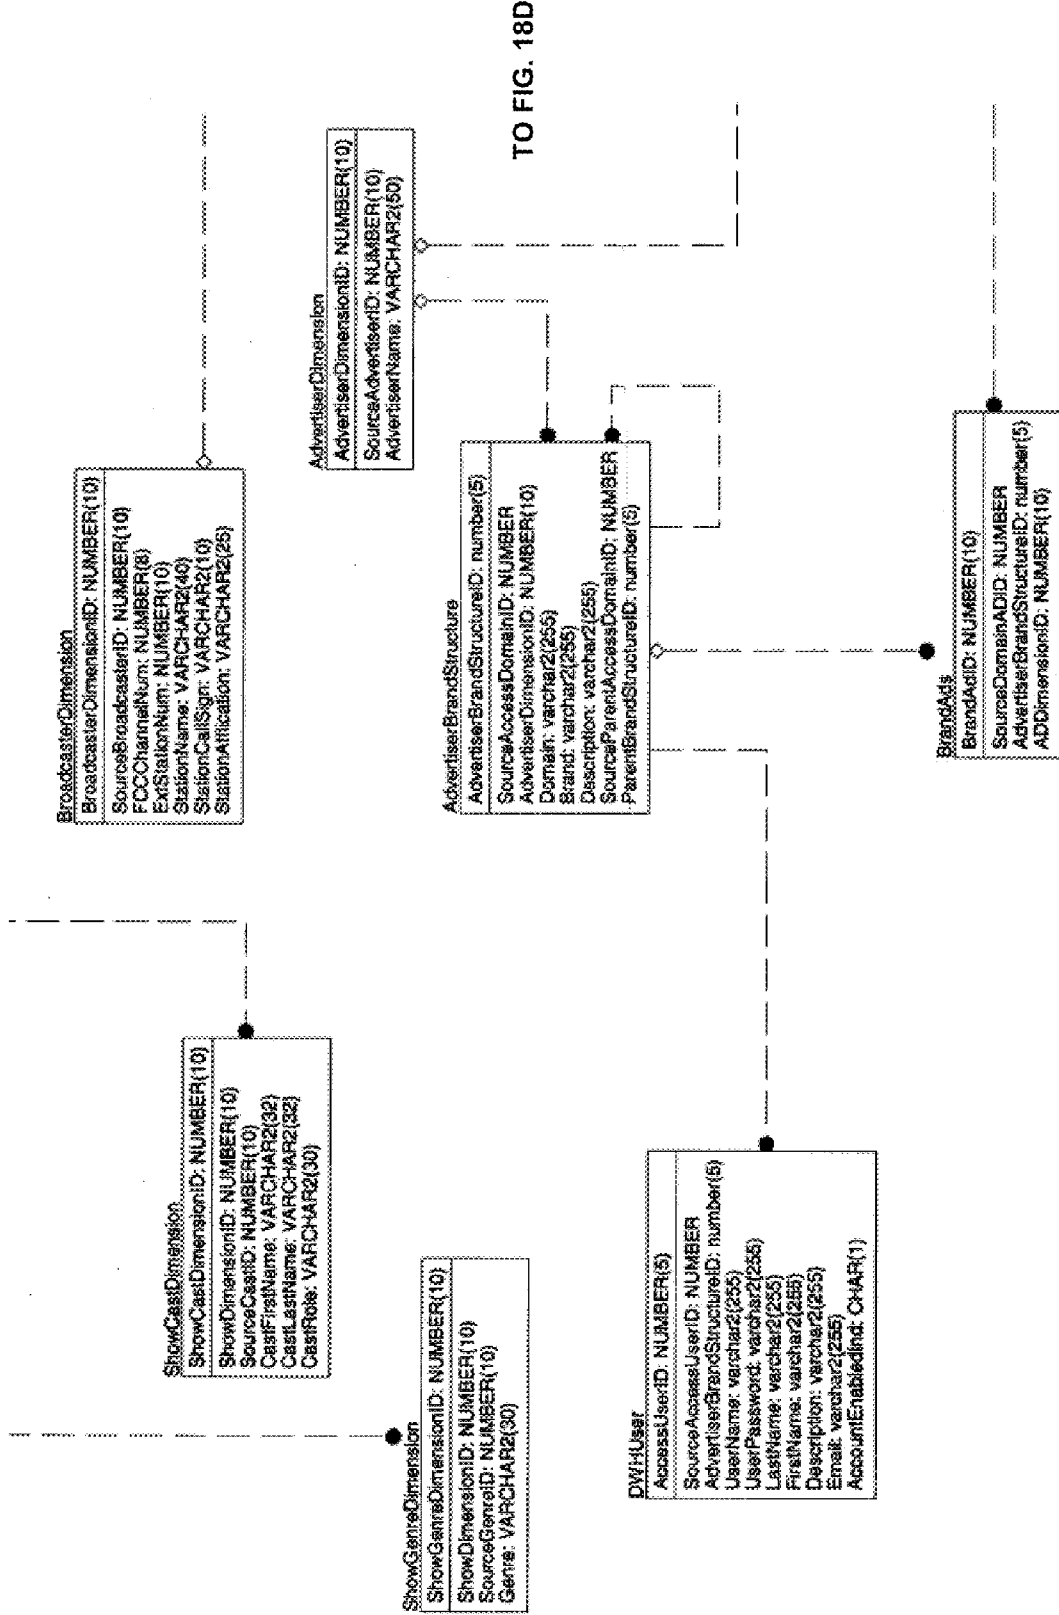 ShowGenreDimension
ShowGenreDimensionID: NUMBER(10)
ShowDimensionID: NUMBER(10)
SourceGenreID: NUMBER(10)
Genre: VARCHAR2(30)
ShowCastDimension
ShowCastDimensionID: NUMBER(10)
ShowDimensionID: NUMBER(10)
SourceCastID: NUMBER(10)
CastFirstName: VARCHAR2(32)
CastLastName: VARCHAR2(32)
CastRole: VARCHAR2(30)
BroadcasterDimension
BroadcasterDimensionID: NUMBER(10)
SourceBroadcasterID: NUMBER(10)
FCCChannelNum: NUMBER(8)
ExtStationNum: NUMBER(10)
StationName: VARCHAR2(40)
StationCallSign: VARCHAR2(10)
StationAffiliation: VARCHAR2(25)
AdvertiserDimension
AdvertiserDimensionID: NUMBER(10)
SourceAdvertiserID: NUMBER(10)
AdvertiserName: VARCHAR2(50)
TO FIG. 18D
DWHUser
AccessUserID: NUMBER(5)
SourceAccessUserID: NUMBER
AdvertiserBrandStructureID: number(5)
UserName: varchar2(255)
UserPassword: varchar2(255)
LastName: varchar2(255)
FirstName: varchar2(255)
Description: varchar2(255)
Email: varchar2(255)
AccountEnabledInd: CHAR(1)
AdvertiserBrandStructure
AdvertiserBrandStructureID: number(5)
SourceAccessDomainID: NUMBER
AdvertiserDimensionID: NUMBER(10)
Domain: varchar2(255)
Brand: varchar2(255)
Description: varchar2(255)
SourceParentAccessDomainID: NUMBER
ParentBrandStructureID: number(5)
BrandAds
BrandAdID: NUMBER(10)
SourceDomainADID: NUMBER
AdvertiserBrandStructureID: number(5)
ADDimensionID: NUMBER(10)